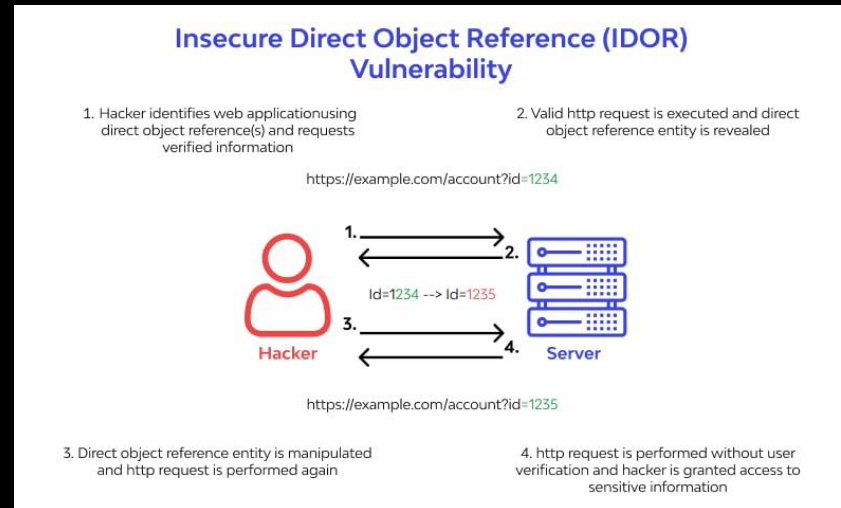 Insecure Direct Object Reference (IDOR)
Vulnerability
1. Hacker identifies web applicationusing
direct object reference(s) and requests
verified information
2. Valid http request is executed and direct
object reference entity is revealed
https://example.com/account?id=1234
1.
2.
Id=1234 --> Id=1235
3.
4.
Hacker
Server
https://example.com/account?id=1235
3. Direct object reference entity is manipulated
and http request is performed again
4. http request is performed without user
verification and hacker is granted access to
sensitive information